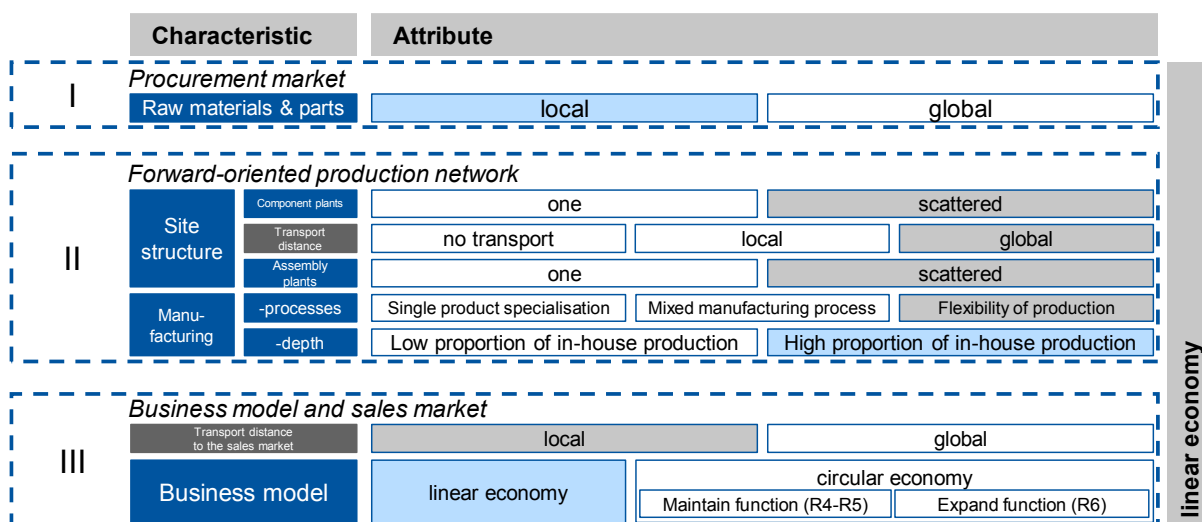 Characteristic
Attribute
Procurement market
I
Raw materials & parts
local
global
Forward-oriented production network
II
Site
structure
Component plants
one
scattered
Transport
distance
no transport
local
global
Assembly
plants
one
scattered
Manu-
facturing
-processes
Single product specialisation
Mixed manufacturing process
Flexibility of production
-depth
Low proportion of in-house production
High proportion of in-house production
Business model and sales market
III
Transport distance
to the sales market
local
global
Business model
linear economy
circular economy
Maintain function (R4-R5)
Expand function (R6)
linear economy